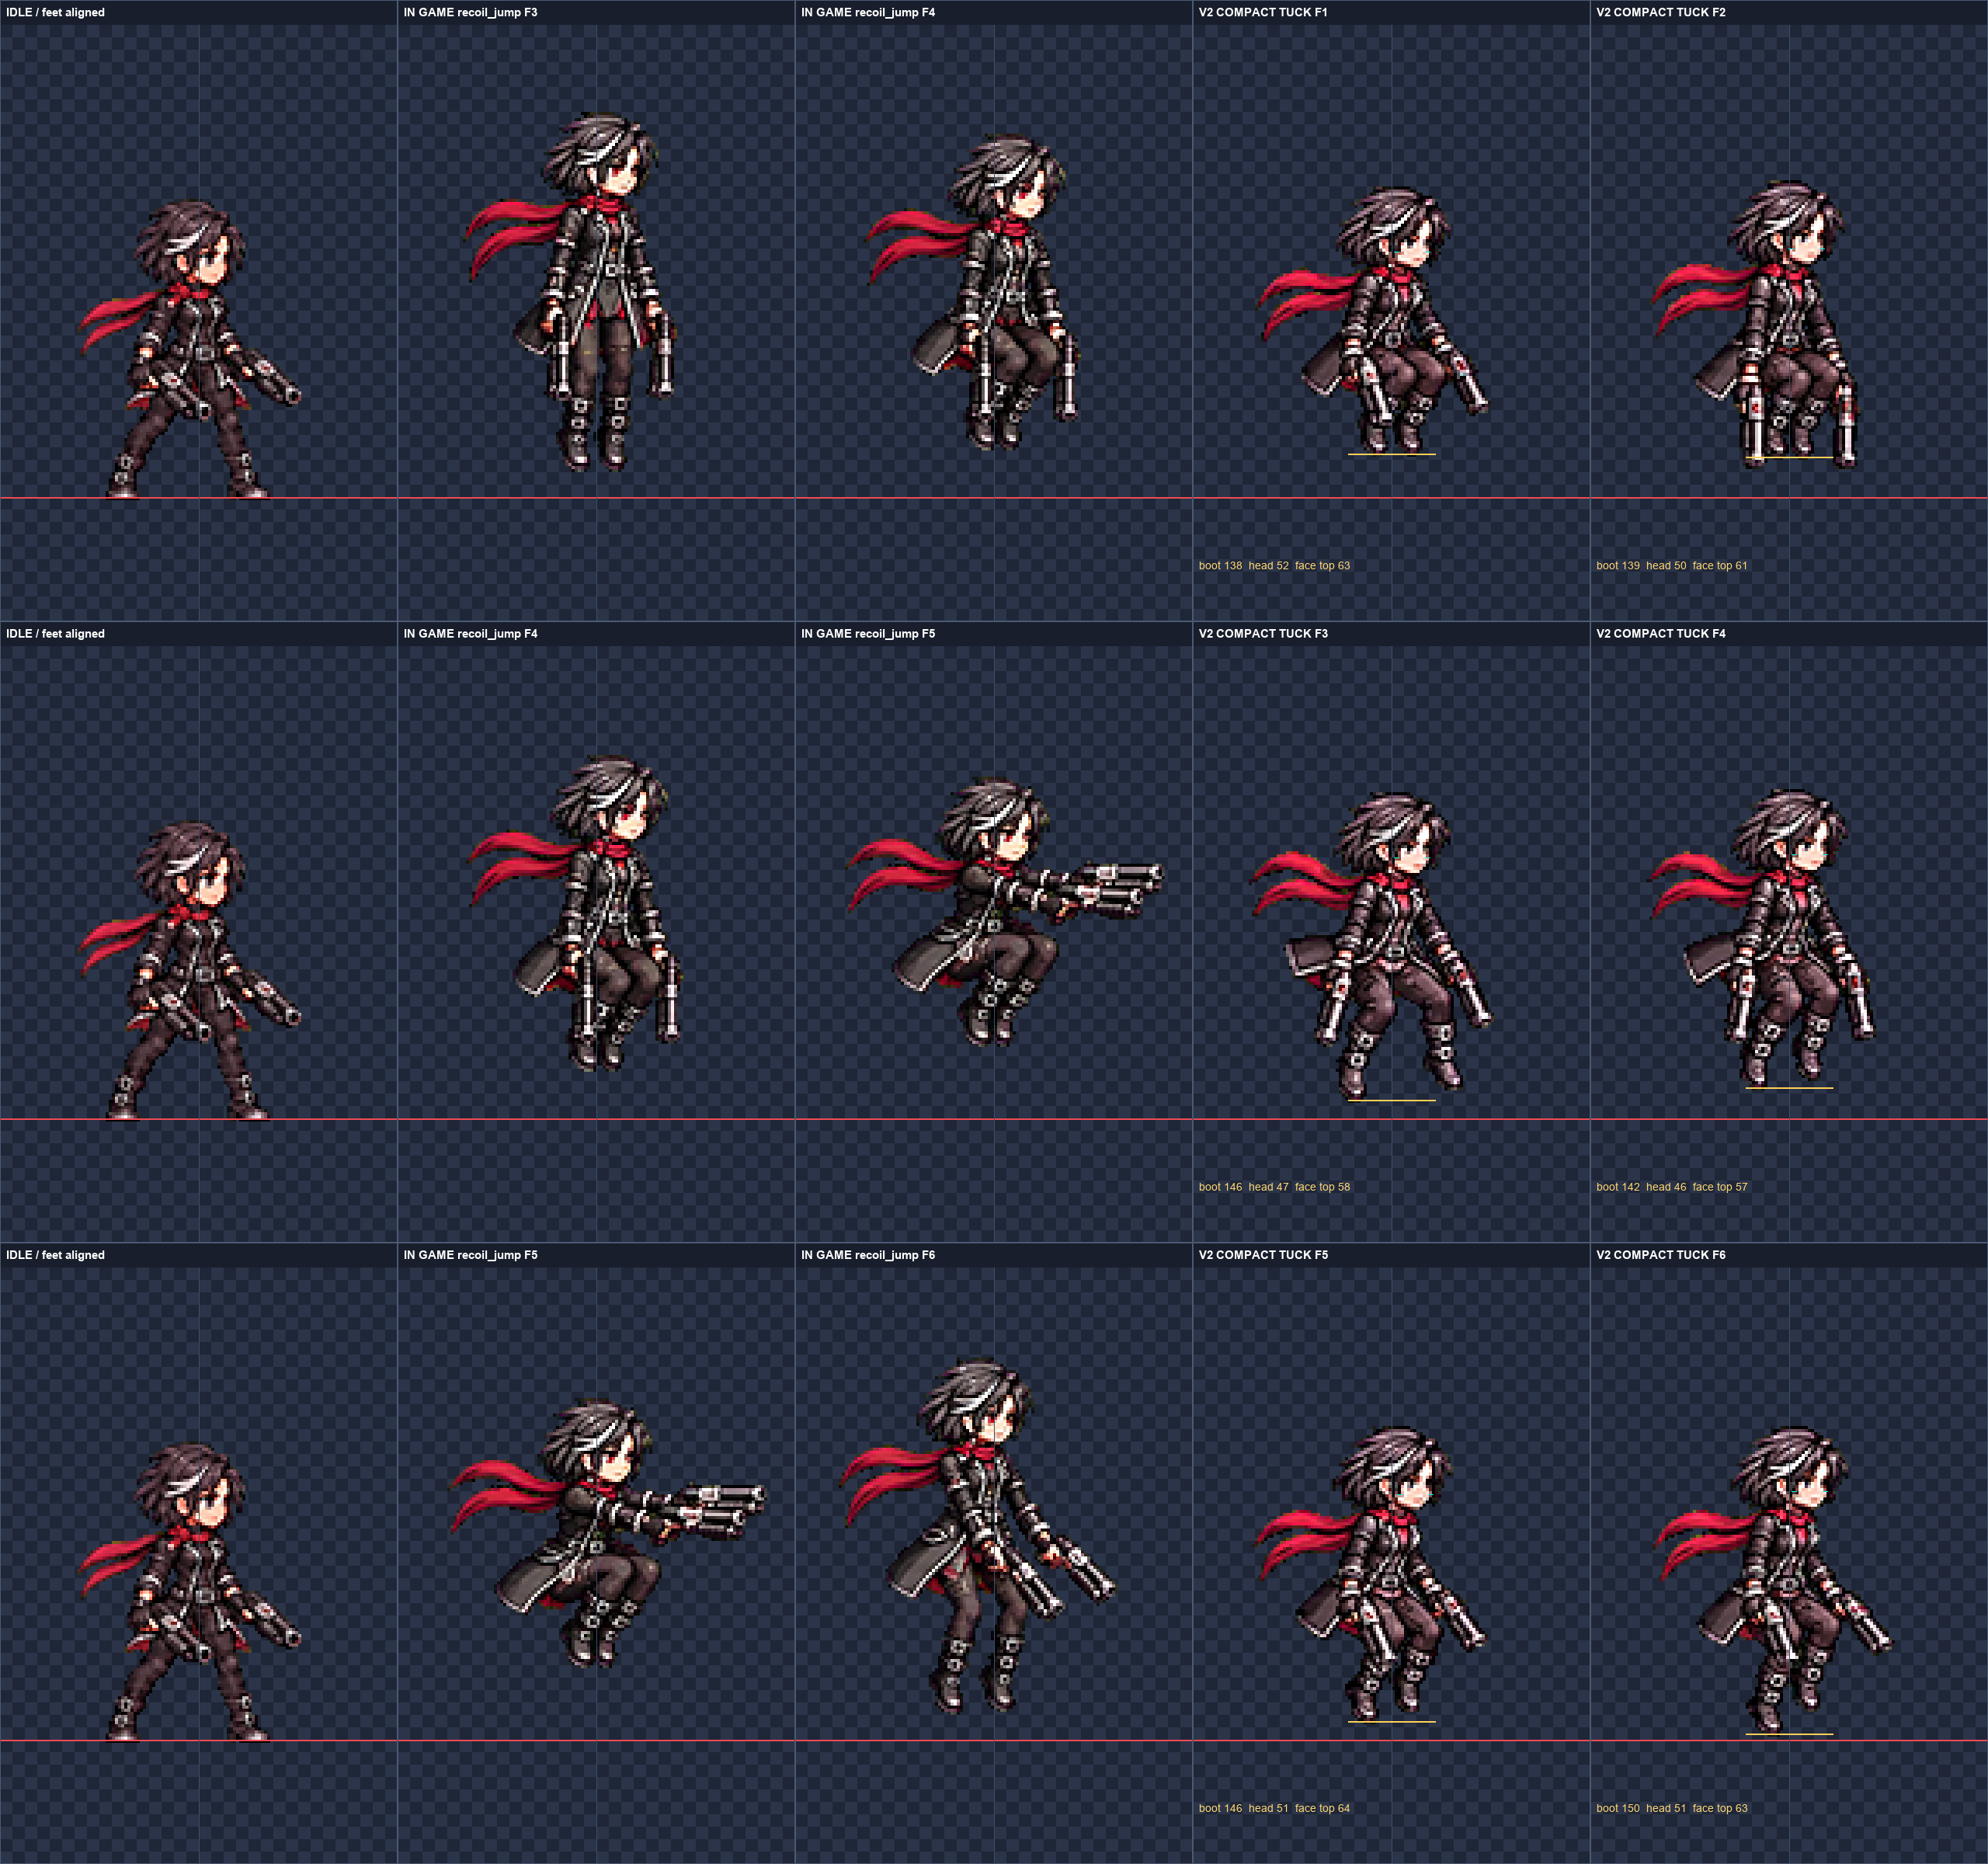 IDLE / feet aligned
IN GAME recoil_jump F3
IN GAME recoil_jump F4
V2 COMPACT TUCK F1
V2 COMPACT TUCK F2
boot 138 head 52 face top 63
boot 139 head 50 face top 61
IDLE / feet aligned
IN GAME recoil_jump F4
IN GAME recoil_jump F5
V2 COMPACT TUCK F3
V2 COMPACT TUCK F4
boot 146 head 47 face top 58
boot 142 head 46 face top 57
IDLE / feet aligned
IN GAME recoil_jump F5
IN GAME recoil_jump F6
V2 COMPACT TUCK F5
V2 COMPACT TUCK F6
boot 146 head 51 face top 64
boot 150 head 51 face top 63